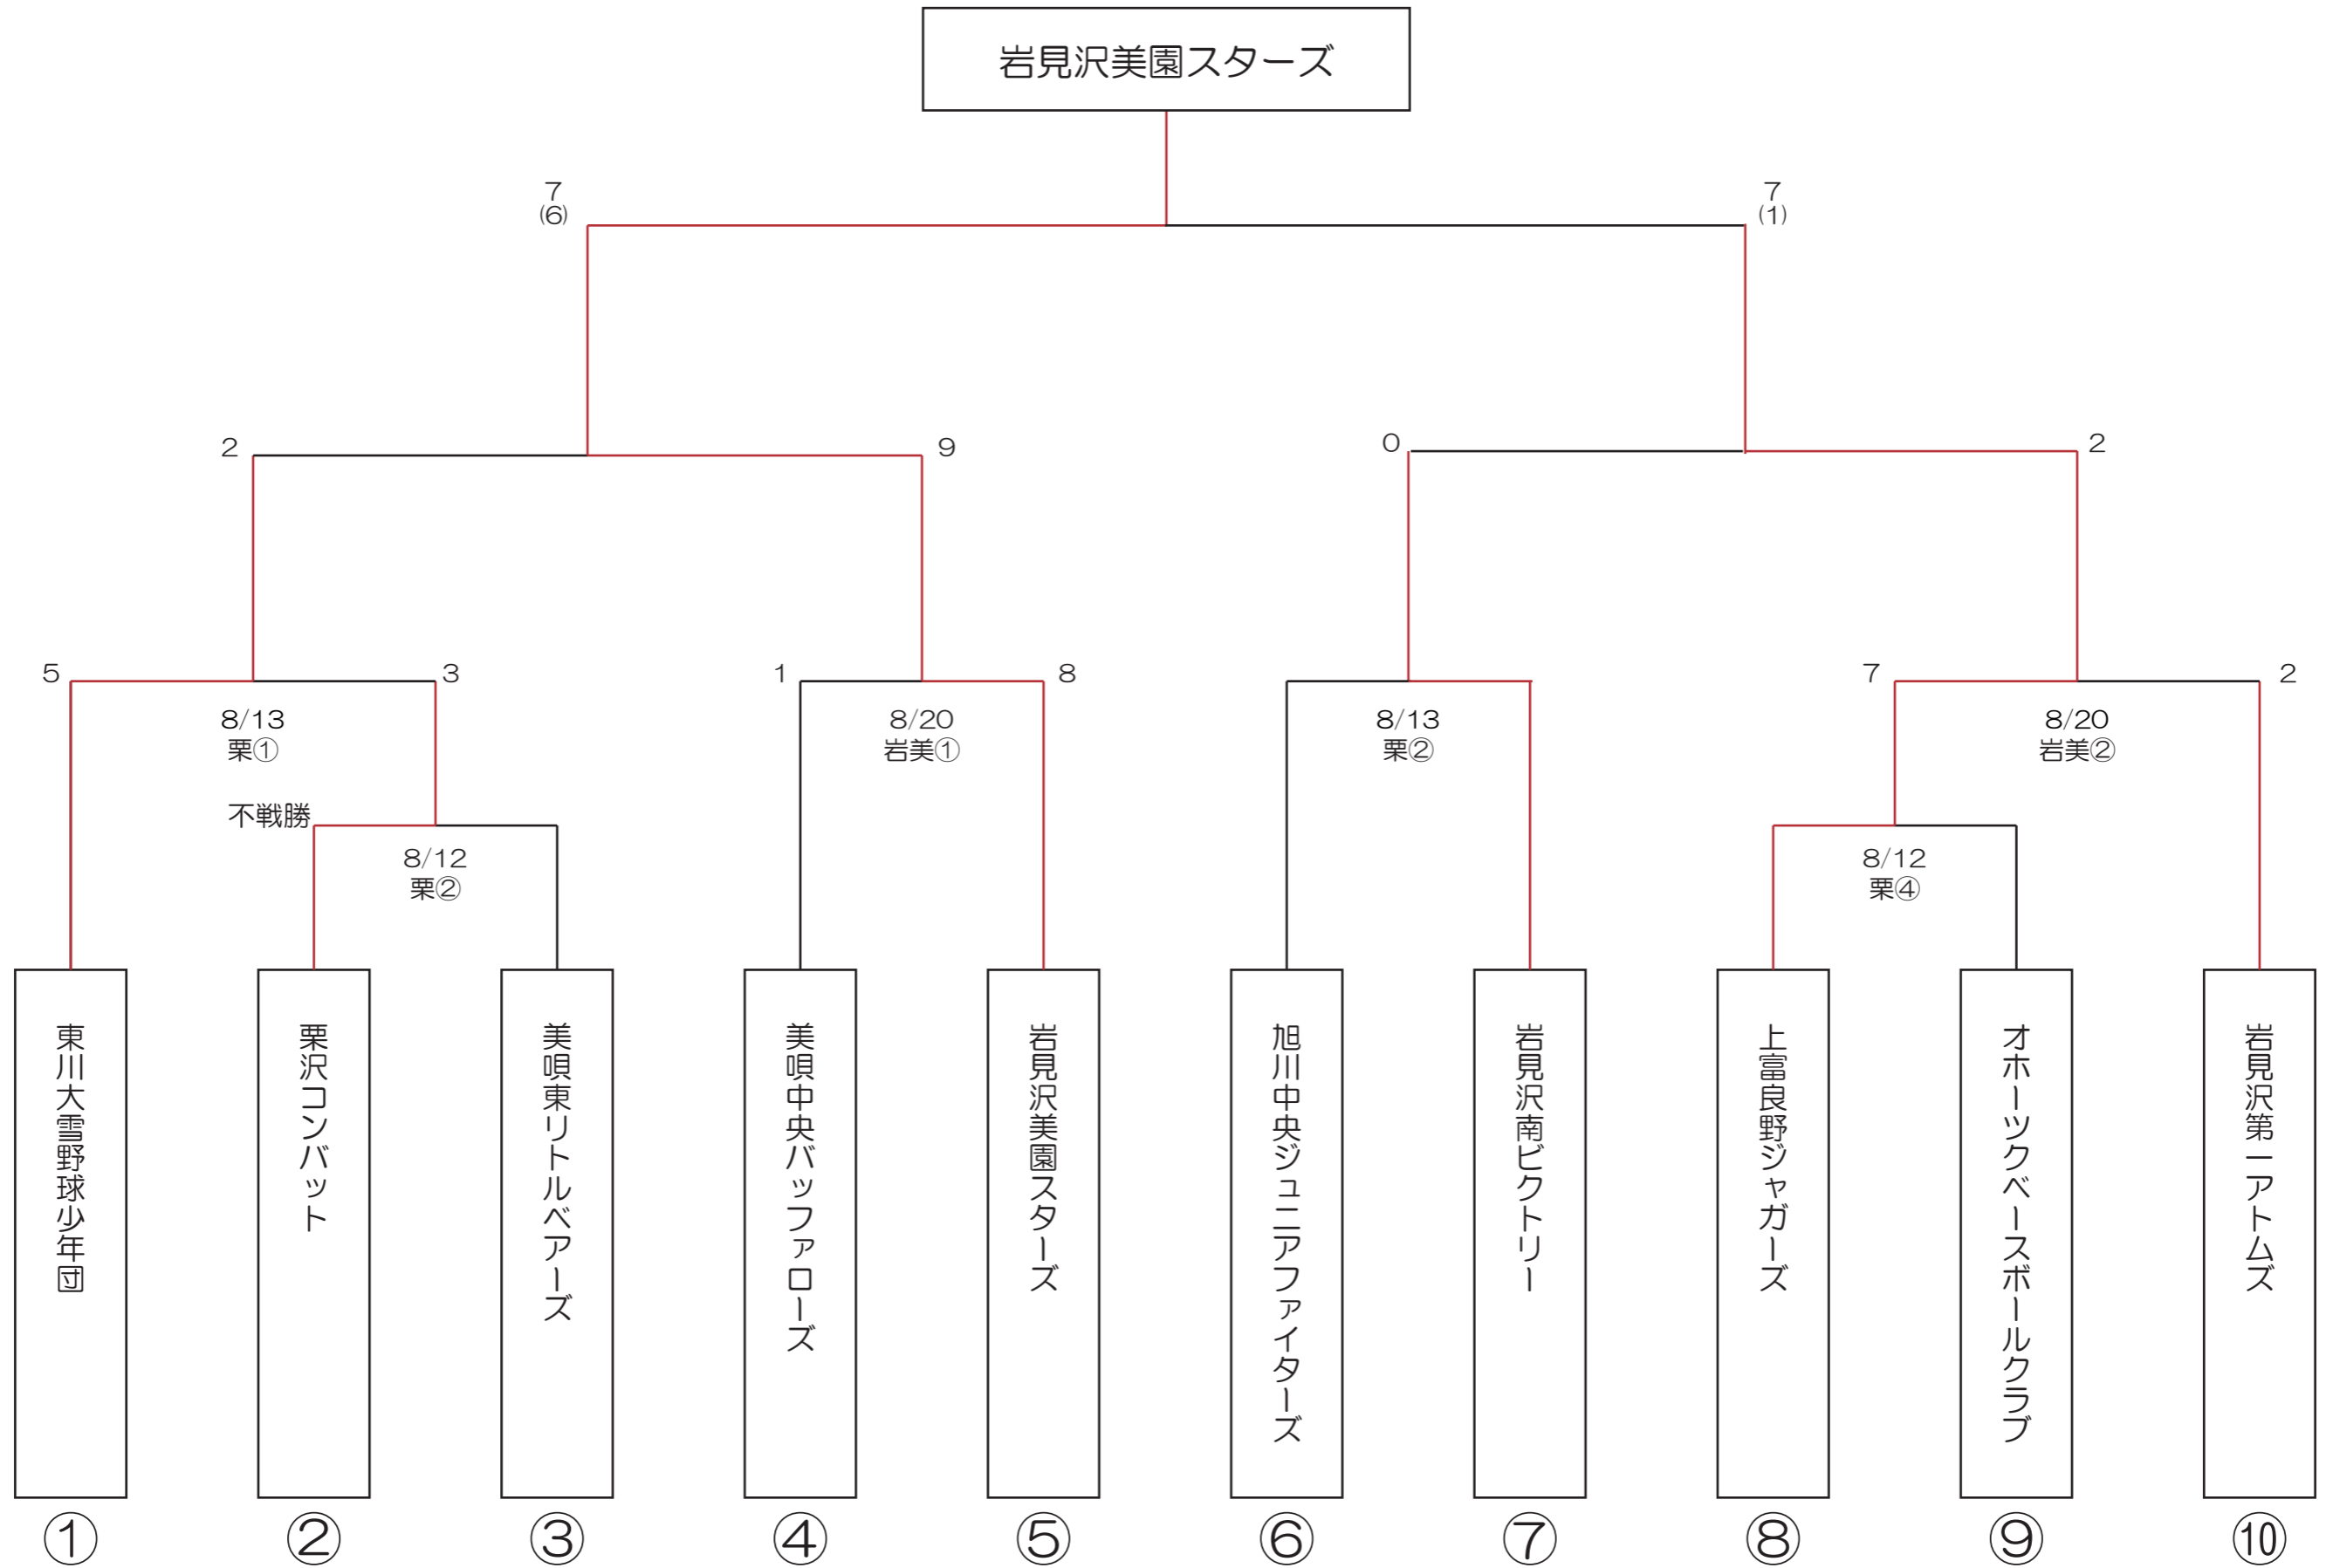 岩見沢美園スターズ
7
(6)
7
(1)
2
9
0
2
5
3
1
8
7
2
8/13
栗①
8/20
岩美①
8/13
栗②
8/20
岩美②
不戦勝
8/12
栗②
8/12
栗④
東川大雪野球少年団
栗沢コンバット
美唄東リトルベアーズ
美唄中央バッファローズ
岩見沢美園スターズ
旭川中央ジュニアファイターズ
岩見沢南ビクトリー
上富良野ジャガーズ
オホーツクベースボールクラブ
岩見沢第一アトムズ
①
②
③
④
⑤
⑥
⑦
⑧
⑨
⑩